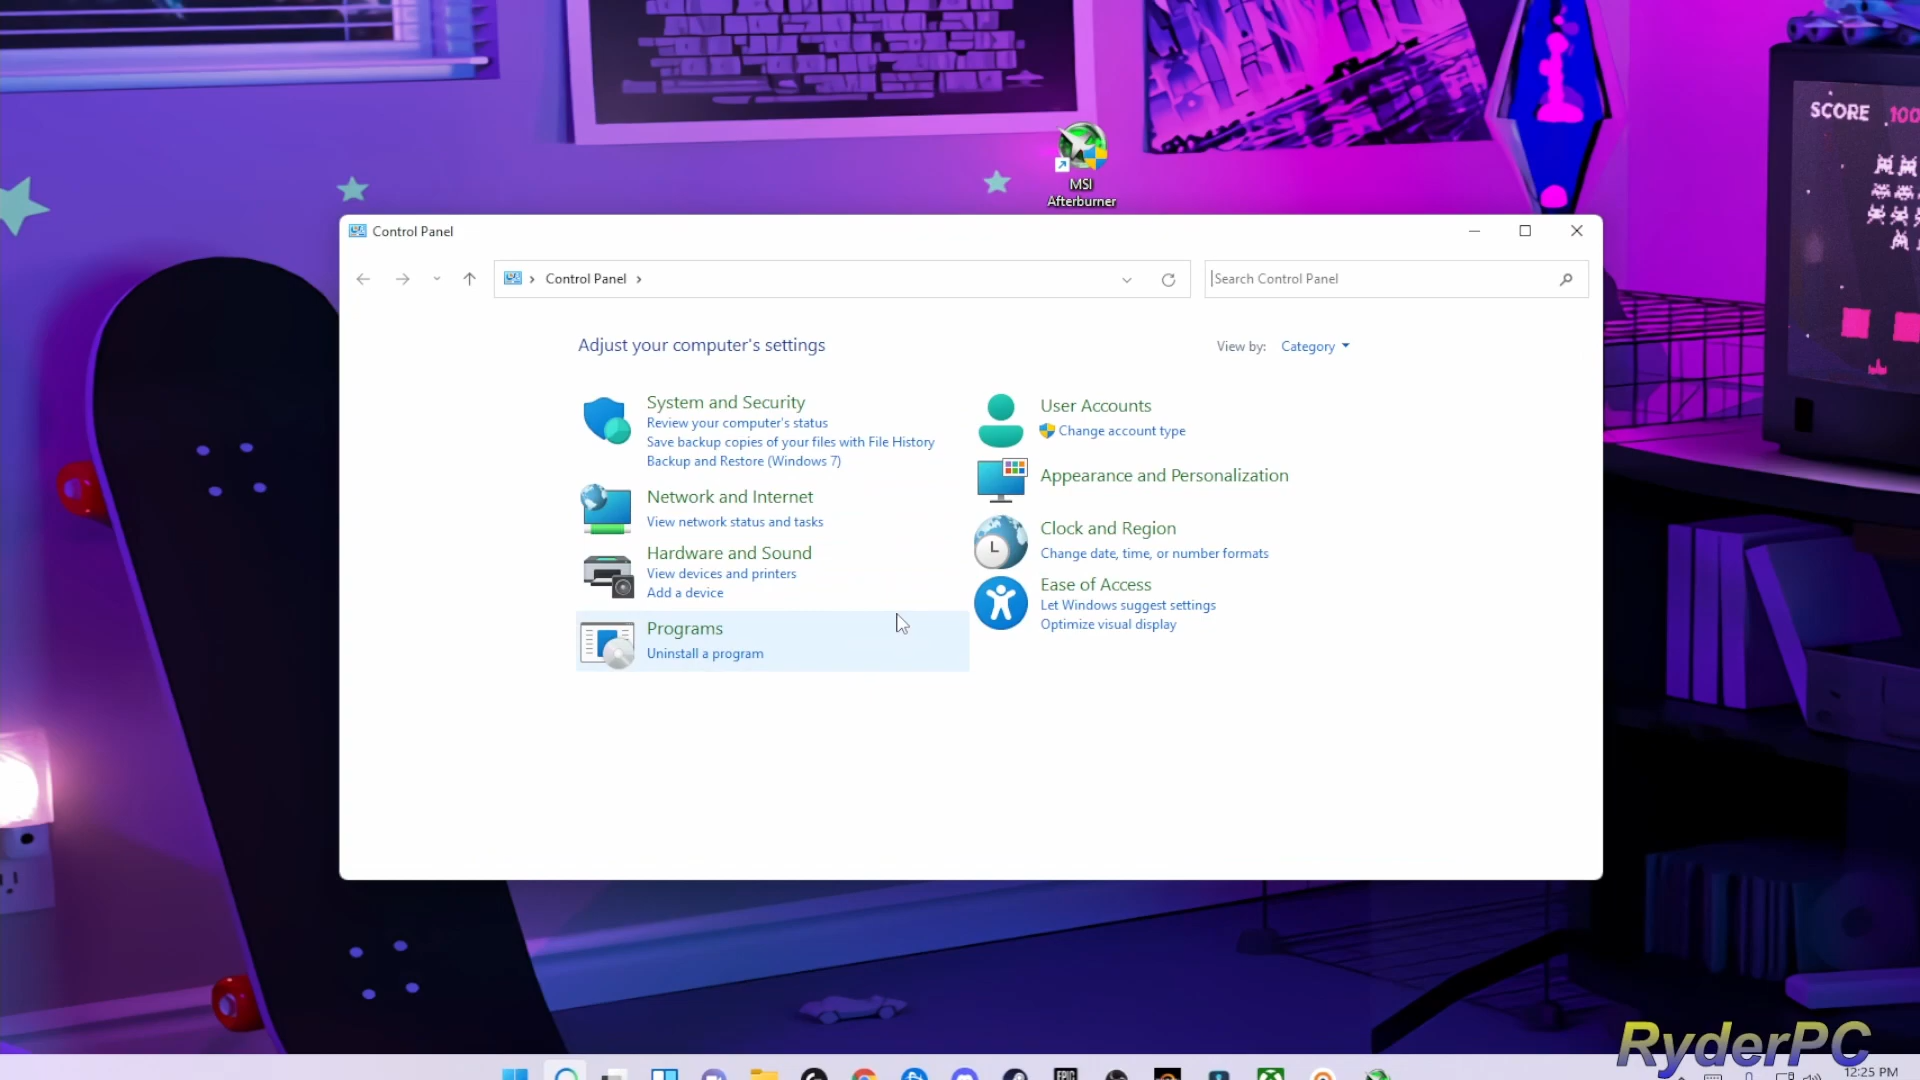 SCORE 100
MSI
Afterburner
Control Panel
Control Panel
Search Control Panel
Adjust your computer's settings
View by: Category
System and Security
Review your computer's status
Save backup copies of your files with File History
Backup and Restore (Windows 7)
Network and Internet
View network status and tasks
Hardware and Sound
View devices and printers
Add a device
Programs
Uninstall a program
User Accounts
Change account type
Appearance and Personalization
Clock and Region
Change date, time, or number formats
Ease of Access
Let Windows suggest settings
Optimize visual display
RyderPC
EPIC
12:25 PM